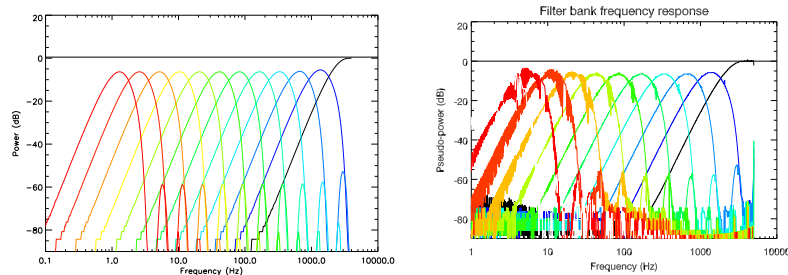 Filter bank frequency response
20
0
-20
-40
-60
-80
Power (dB)
0.1 1.0 10.0 100.0 1000.0 10000.0
Frequency (Hz)
20
0
-20
-40
-60
-80
Pseudo-power (dB)
1 10 100 1000 10000
Frequency (Hz)